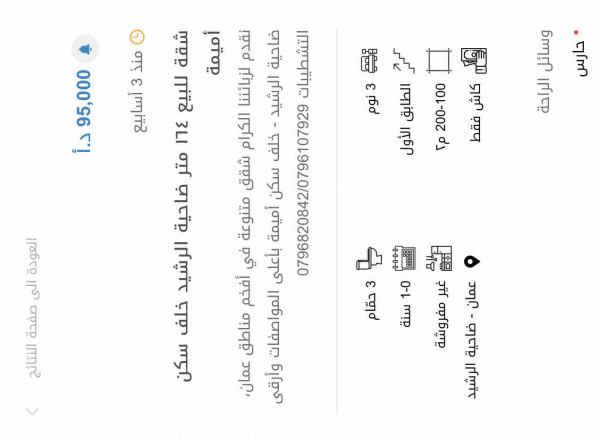 العودة الى صفحة النتائج
95,000 د.أ
منذ 3 أسابيع
شقة للبيع ١٦٤ متر ضاحية الرشيد خلف سكن
أميمة
نقدم لزبائننا الكرام شقق متنوعة في أفخم مناطق عمان،
ضاحية الرشيد - خلف سكن أميمة بأعلى المواصفات وأرقى
التشطيبات 0796820842/0796107929
3 نوم
3 حمّام
الطابق الأول
0-1 سنة
100-200 م٢
غير مفروشة
كاش فقط
عمان - ضاحية الرشيد
وسائل الراحة
حارس